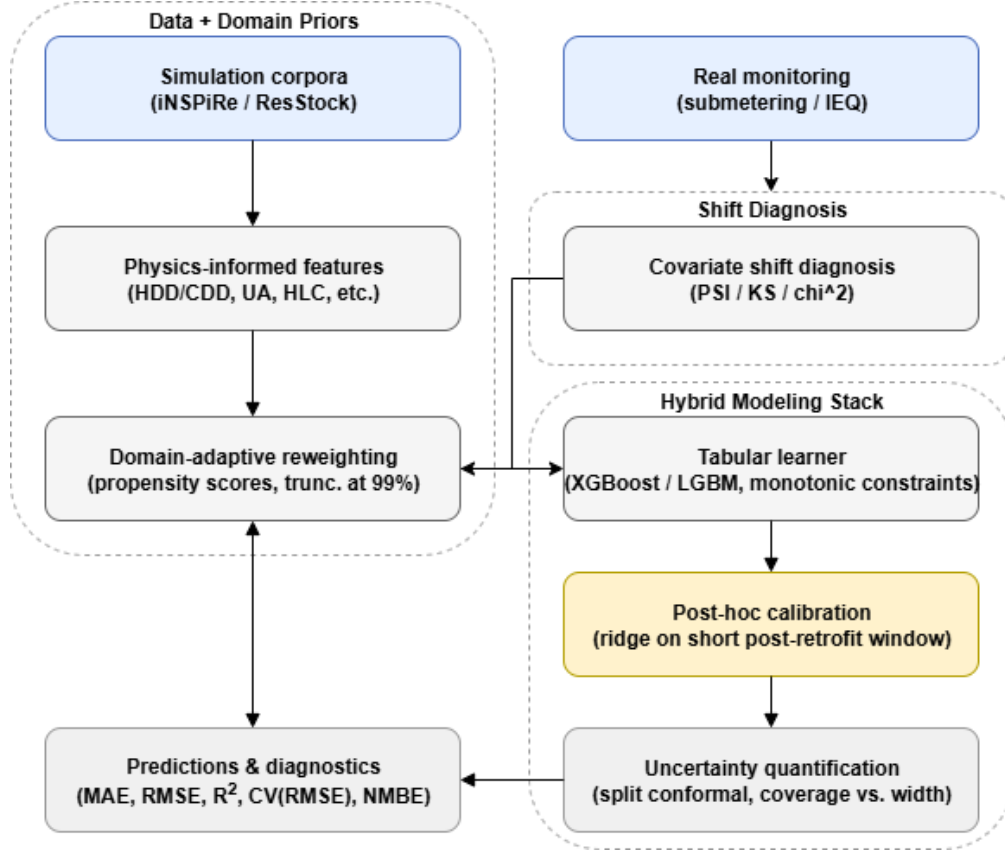 Data + Domain Priors
Simulation corpora
(iNSPiRe / ResStock)
Physics-informed features
(HDD/CDD, UA, HLC, etc.)
Domain-adaptive reweighting
(propensity scores, trunc. at 99%)
Predictions & diagnostics
(MAE, RMSE, R², CV(RMSE), NMBE)
Real monitoring
(submetering / IEQ)
Shift Diagnosis
Covariate shift diagnosis
(PSI / KS / chi^2)
Hybrid Modeling Stack
Tabular learner
(XGBoost / LGBM, monotonic constraints)
Post-hoc calibration
(ridge on short post-retrofit window)
Uncertainty quantification
(split conformal, coverage vs. width)